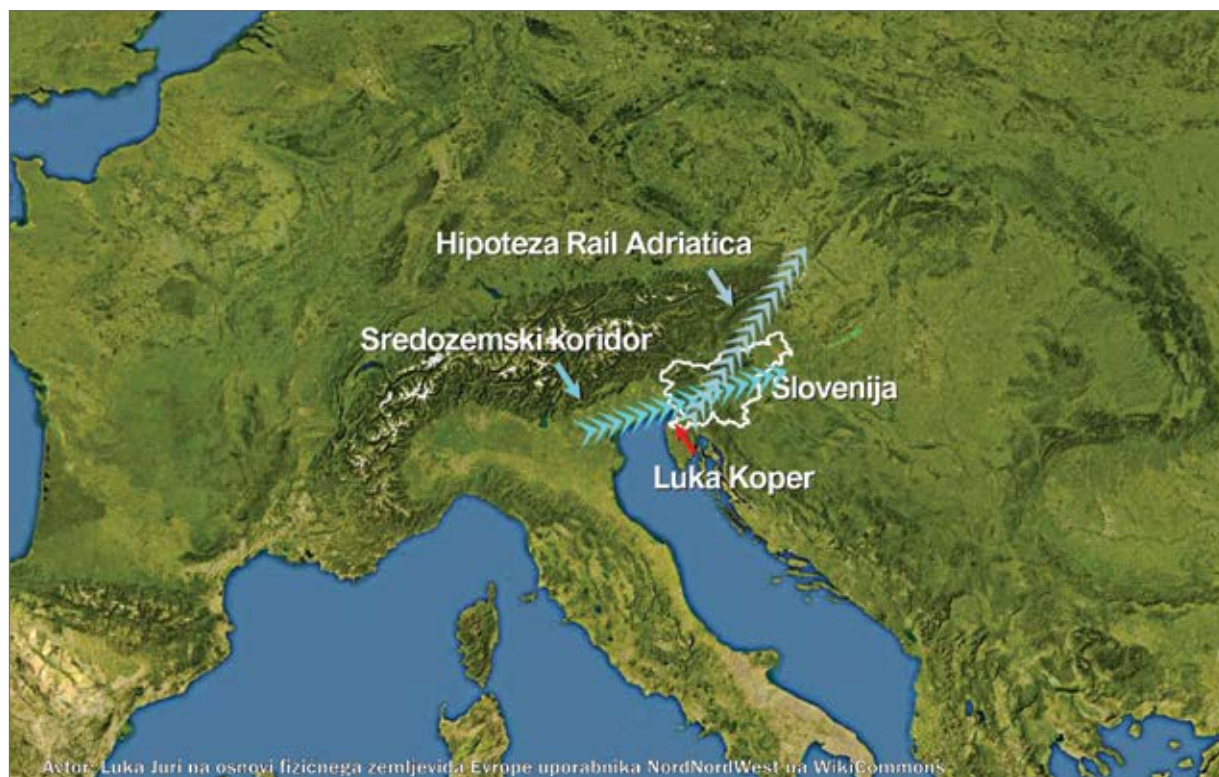 Hipoteza Rail Adriatica
Sredozemski koridor
Slovenija
Luka Koper
Avtor: Luka Juri na osnovi fizičnega zemljevida Evrope uporabnika NordNordWest na WikiCommons